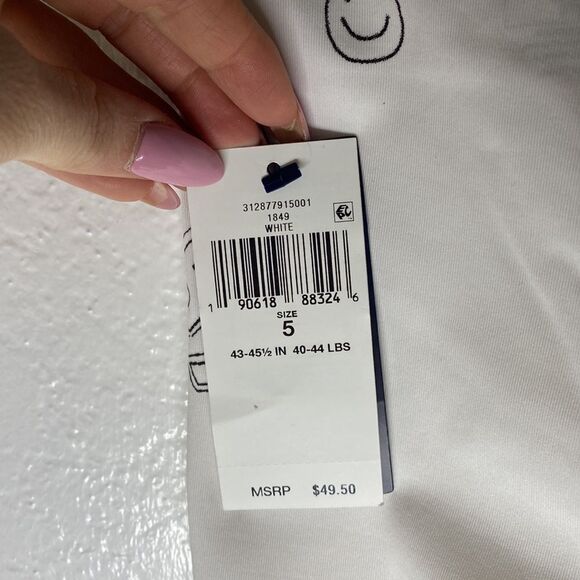 312877915001
1849
WHITE
1 90618 88324 6
SIZE
5
43-45½ IN 40-44 LBS
MSRP $49.50